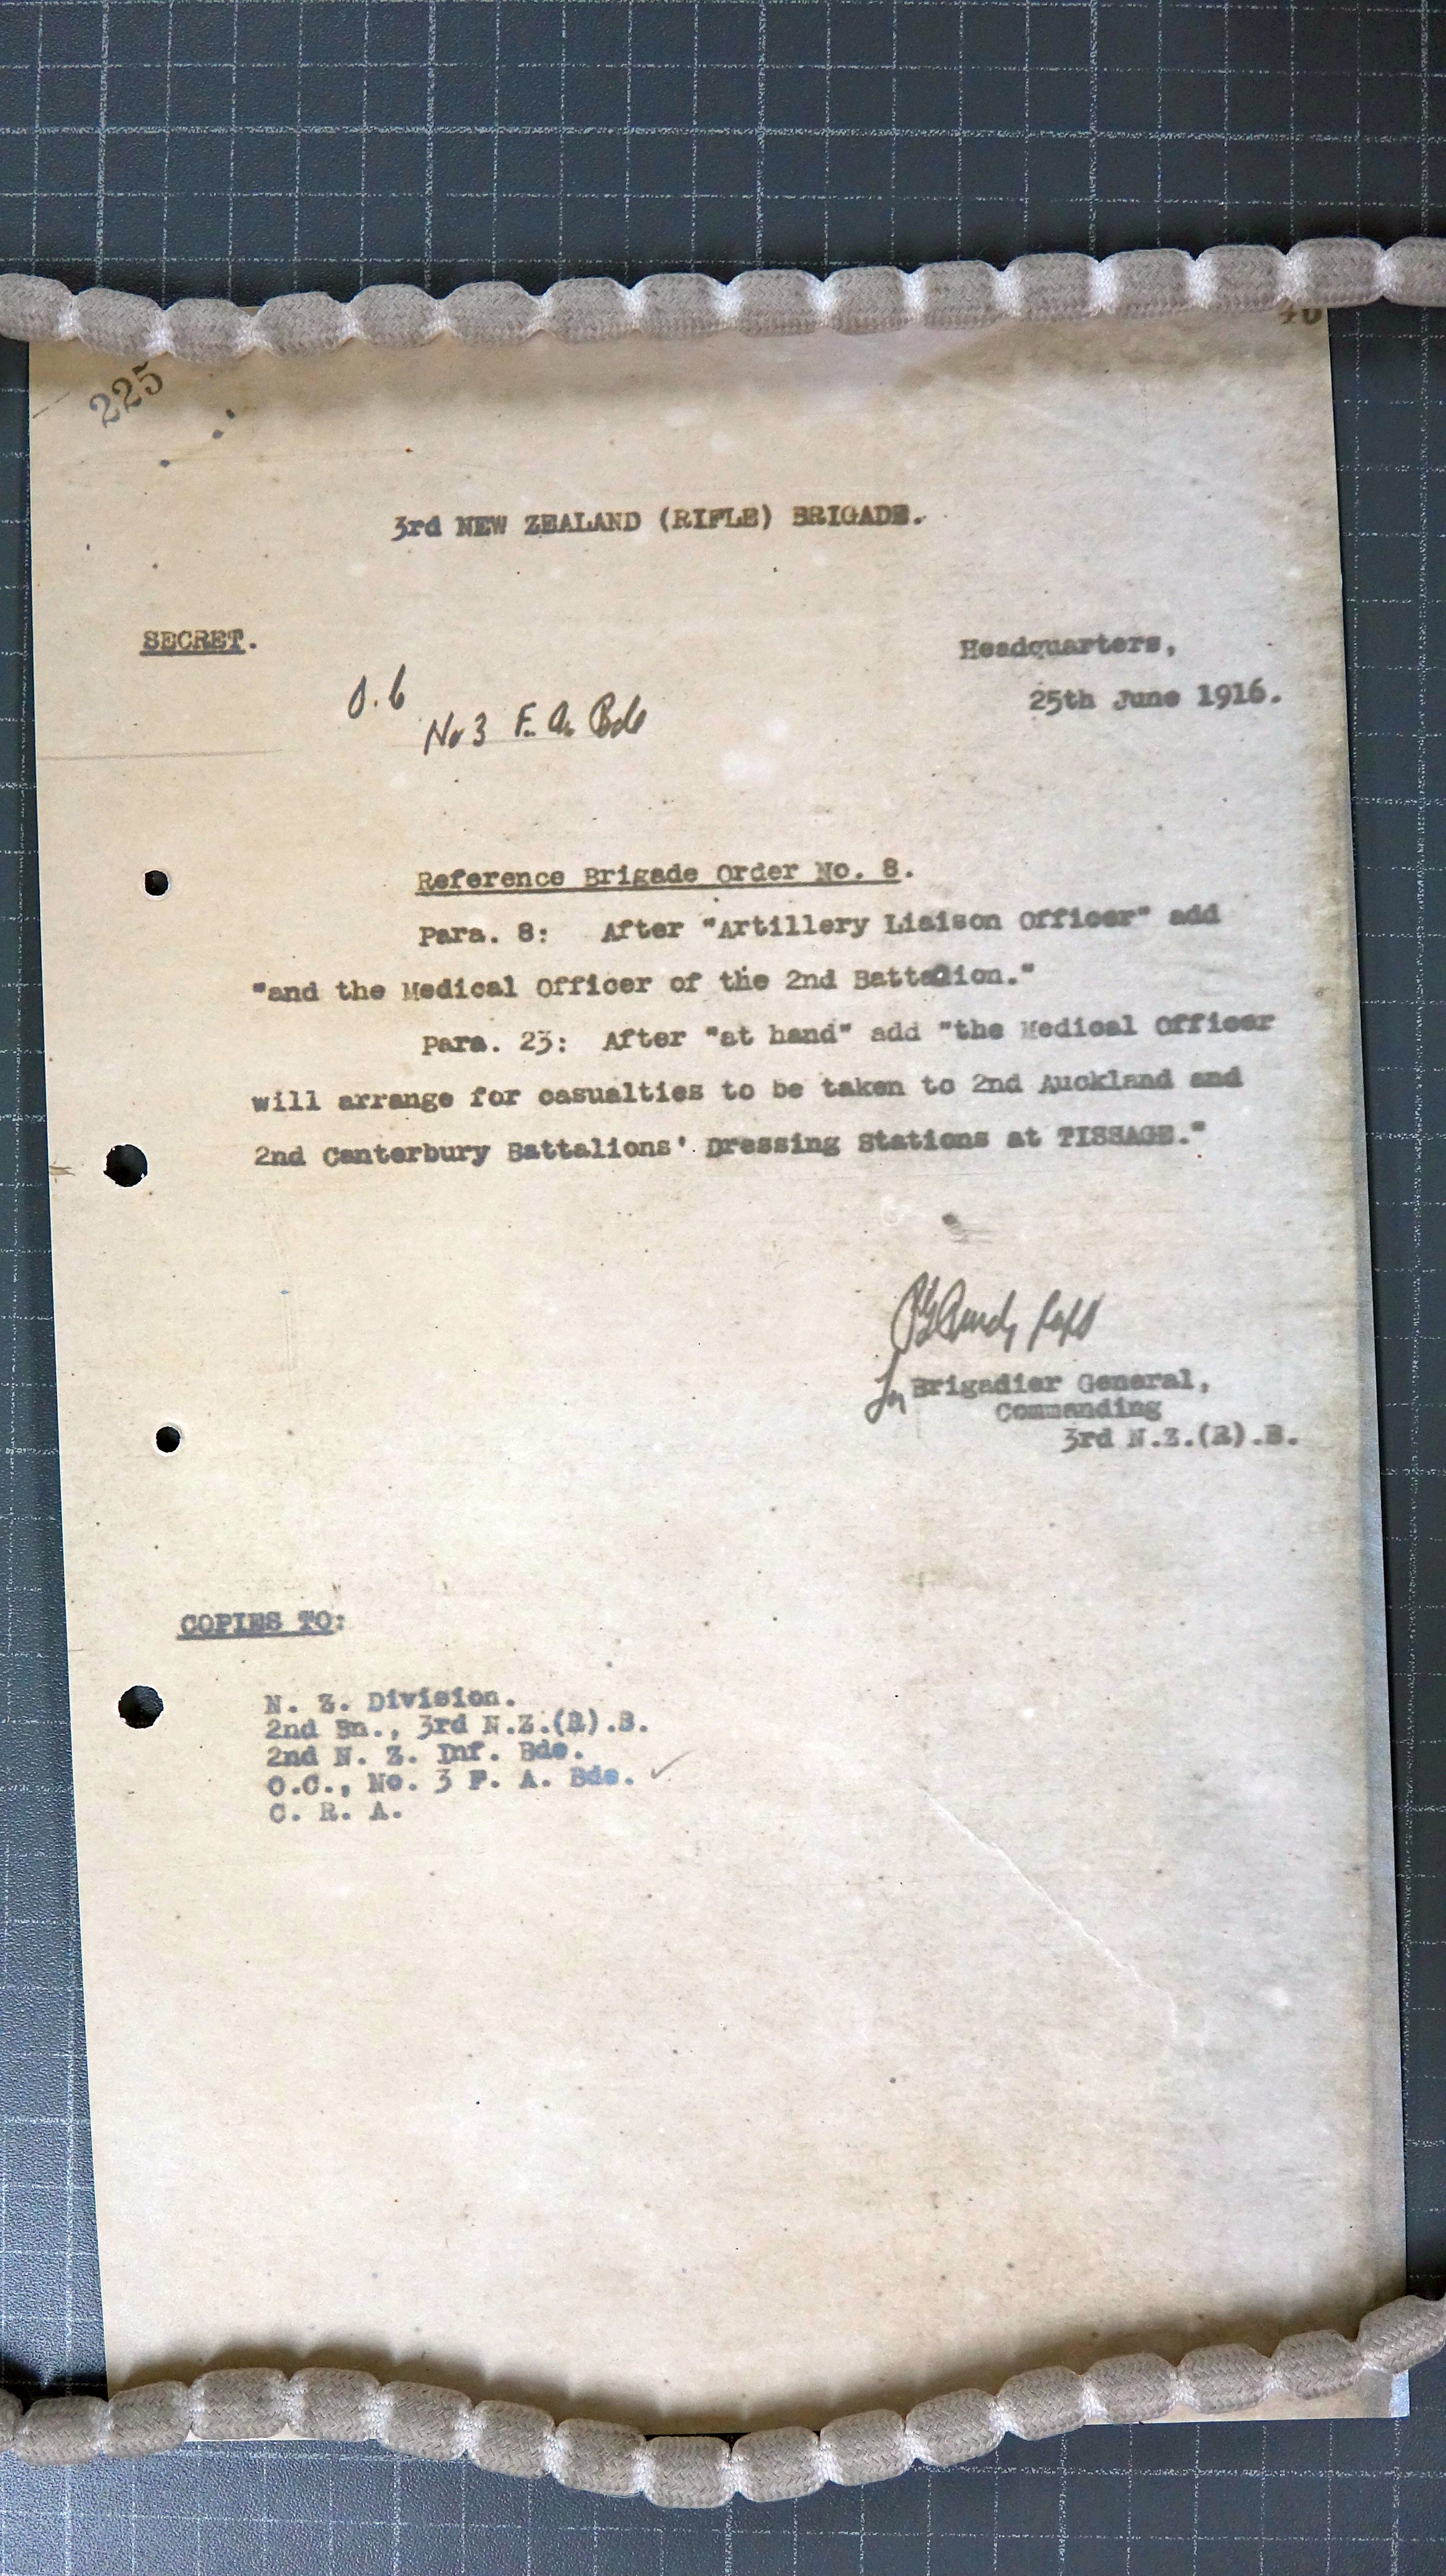 225
3rd NEW ZEALAND (RIFLE) BRIGADE.
SECRET.
Headquarters,
25th June 1916.
O.C
No 3 F. A. Bde
Reference Brigade Order No. 8.
Para. 8: After "Artillery Liaison Officer" add
"and the Medical Officer of the 2nd Battalion."
Para. 23: After "at hand" add "the Medical Officer
will arrange for casualties to be taken to 2nd Auckland and
2nd Canterbury Battalions' Dressing Stations at TISSAGE."
Capt
for Brigadier General,
Commanding
3rd N.Z.(R).B.
COPIES TO:
N. Z. Division.
2nd Bn., 3rd N.Z.(R).B.
2nd N. Z. Inf. Bde.
O.C., No. 3 F. A. Bde. ✓
C. R. A.